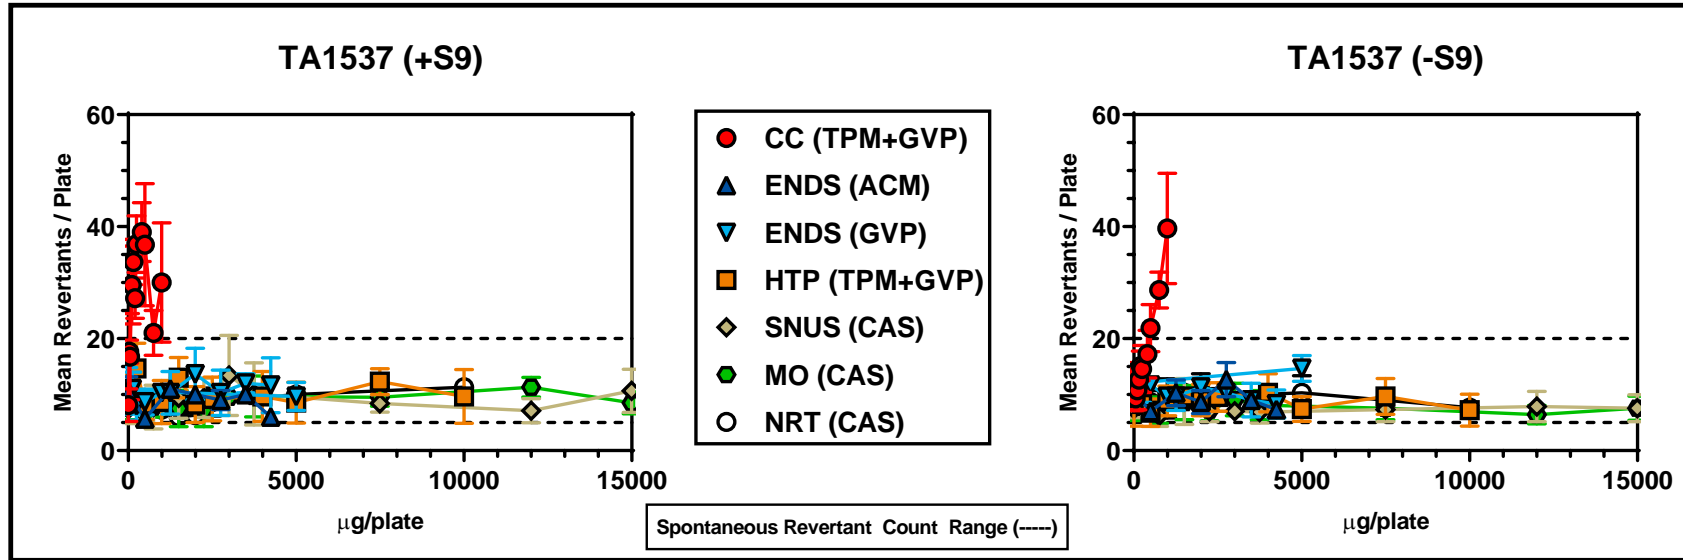 TA1537 (+S9)
TA1537 (-S9)
Mean Revertants / Plate
60
40
20
0
0
5000
10000
15000
μg/plate
CC (TPM+GVP)
ENDS (ACM)
ENDS (GVP)
HTP (TPM+GVP)
SNUS (CAS)
MO (CAS)
NRT (CAS)
Mean Revertants / Plate
60
40
20
0
0
5000
10000
15000
μg/plate
Spontaneous Revertant Count Range (-----)